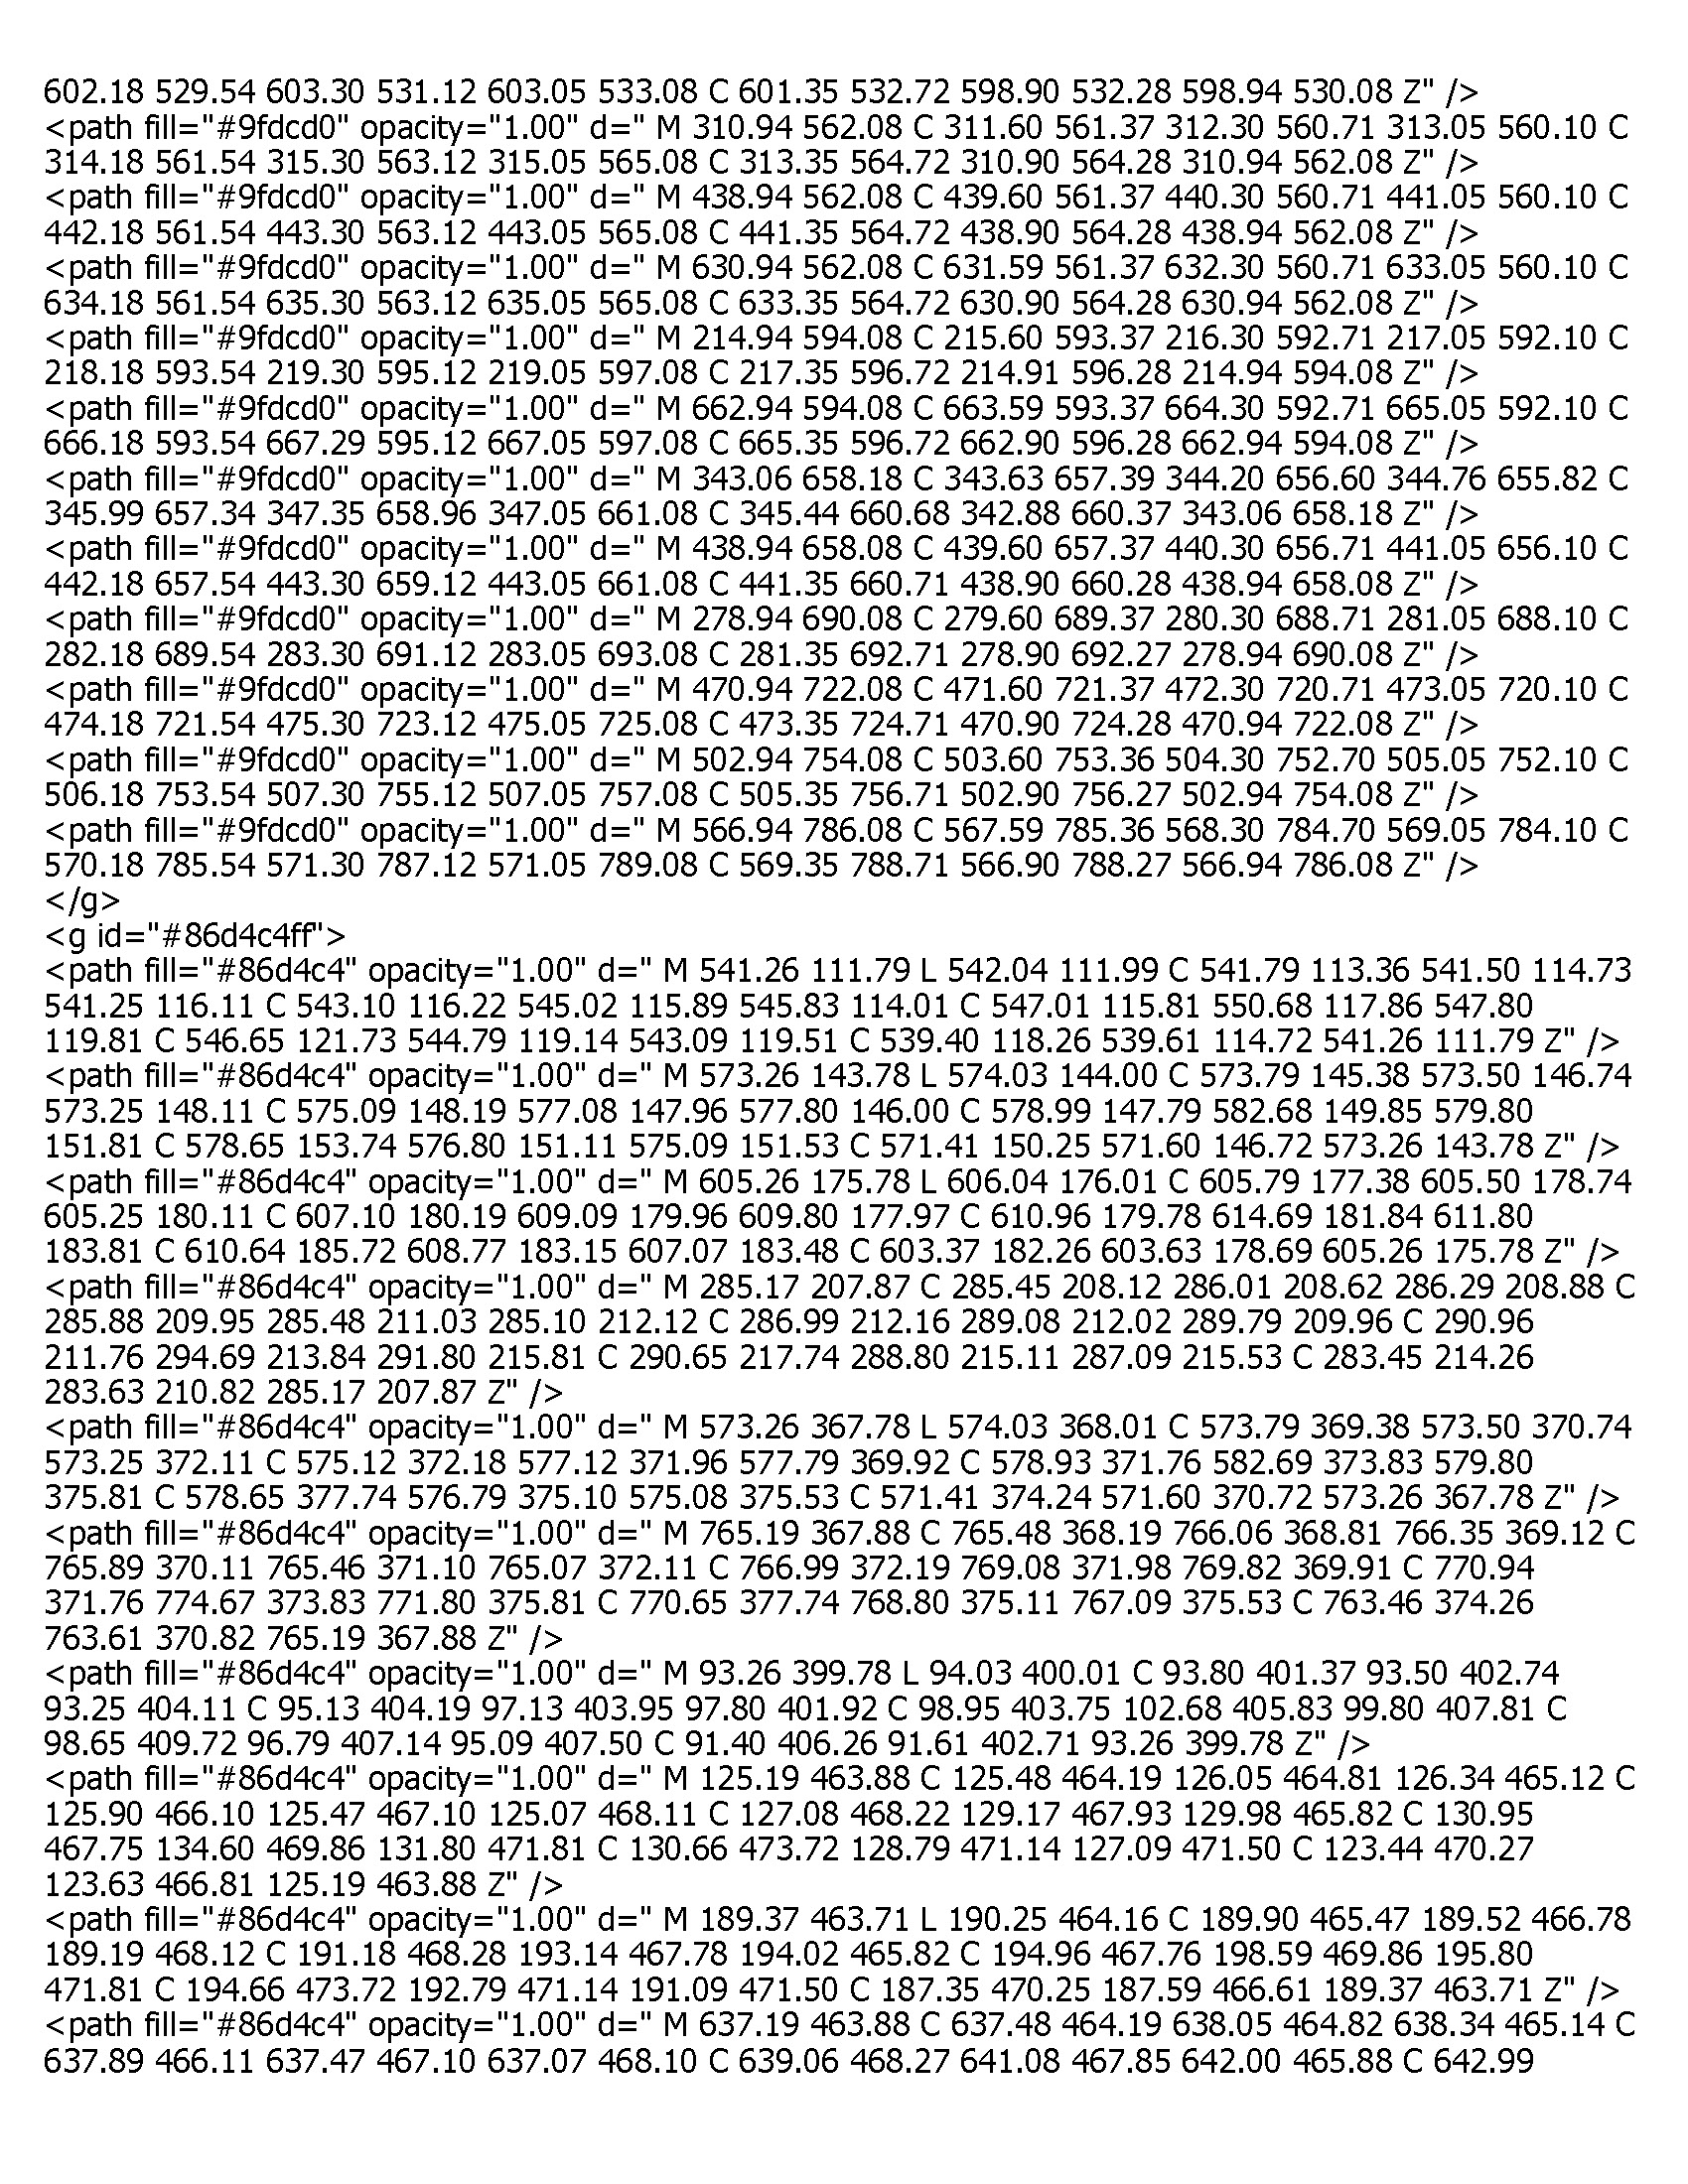 602.18 529.54 603.30 531.12 603.05 533.08 C 601.35 532.72 598.90 532.28 598.94 530.08 Z" />
<path fill="#9fdcd0" opacity="1.00" d=" M 310.94 562.08 C 311.60 561.37 312.30 560.71 313.05 560.10 C
314.18 561.54 315.30 563.12 315.05 565.08 C 313.35 564.72 310.90 564.28 310.94 562.08 Z" />
<path fill="#9fdcd0" opacity="1.00" d=" M 438.94 562.08 C 439.60 561.37 440.30 560.71 441.05 560.10 C
442.18 561.54 443.30 563.12 443.05 565.08 C 441.35 564.72 438.90 564.28 438.94 562.08 Z" />
<path fill="#9fdcd0" opacity="1.00" d=" M 630.94 562.08 C 631.59 561.37 632.30 560.71 633.05 560.10 C
634.18 561.54 635.30 563.12 635.05 565.08 C 633.35 564.72 630.90 564.28 630.94 562.08 Z" />
<path fill="#9fdcd0" opacity="1.00" d=" M 214.94 594.08 C 215.60 593.37 216.30 592.71 217.05 592.10 C
218.18 593.54 219.30 595.12 219.05 597.08 C 217.35 596.72 214.91 596.28 214.94 594.08 Z" />
<path fill="#9fdcd0" opacity="1.00" d=" M 662.94 594.08 C 663.59 593.37 664.30 592.71 665.05 592.10 C
666.18 593.54 667.29 595.12 667.05 597.08 C 665.35 596.72 662.90 596.28 662.94 594.08 Z" />
<path fill="#9fdcd0" opacity="1.00" d=" M 343.06 658.18 C 343.63 657.39 344.20 656.60 344.76 655.82 C
345.99 657.34 347.35 658.96 347.05 661.08 C 345.44 660.68 342.88 660.37 343.06 658.18 Z" />
<path fill="#9fdcd0" opacity="1.00" d=" M 438.94 658.08 C 439.60 657.37 440.30 656.71 441.05 656.10 C
442.18 657.54 443.30 659.12 443.05 661.08 C 441.35 660.71 438.90 660.28 438.94 658.08 Z" />
<path fill="#9fdcd0" opacity="1.00" d=" M 278.94 690.08 C 279.60 689.37 280.30 688.71 281.05 688.10 C
282.18 689.54 283.30 691.12 283.05 693.08 C 281.35 692.71 278.90 692.27 278.94 690.08 Z" />
<path fill="#9fdcd0" opacity="1.00" d=" M 470.94 722.08 C 471.60 721.37 472.30 720.71 473.05 720.10 C
474.18 721.54 475.30 723.12 475.05 725.08 C 473.35 724.71 470.90 724.28 470.94 722.08 Z" />
<path fill="#9fdcd0" opacity="1.00" d=" M 502.94 754.08 C 503.60 753.36 504.30 752.70 505.05 752.10 C
506.18 753.54 507.30 755.12 507.05 757.08 C 505.35 756.71 502.90 756.27 502.94 754.08 Z" />
<path fill="#9fdcd0" opacity="1.00" d=" M 566.94 786.08 C 567.59 785.36 568.30 784.70 569.05 784.10 C
570.18 785.54 571.30 787.12 571.05 789.08 C 569.35 788.71 566.90 788.27 566.94 786.08 Z" />
</g>
<g id="#86d4c4ff">
<path fill="#86d4c4" opacity="1.00" d=" M 541.26 111.79 L 542.04 111.99 C 541.79 113.36 541.50 114.73
541.25 116.11 C 543.10 116.22 545.02 115.89 545.83 114.01 C 547.01 115.81 550.68 117.86 547.80
119.81 C 546.65 121.73 544.79 119.14 543.09 119.51 C 539.40 118.26 539.61 114.72 541.26 111.79 Z" />
<path fill="#86d4c4" opacity="1.00" d=" M 573.26 143.78 L 574.03 144.00 C 573.79 145.38 573.50 146.74
573.25 148.11 C 575.09 148.19 577.08 147.96 577.80 146.00 C 578.99 147.79 582.68 149.85 579.80
151.81 C 578.65 153.74 576.80 151.11 575.09 151.53 C 571.41 150.25 571.60 146.72 573.26 143.78 Z" />
<path fill="#86d4c4" opacity="1.00" d=" M 605.26 175.78 L 606.04 176.01 C 605.79 177.38 605.50 178.74
605.25 180.11 C 607.10 180.19 609.09 179.96 609.80 177.97 C 610.96 179.78 614.69 181.84 611.80
183.81 C 610.64 185.72 608.77 183.15 607.07 183.48 C 603.37 182.26 603.63 178.69 605.26 175.78 Z" />
<path fill="#86d4c4" opacity="1.00" d=" M 285.17 207.87 C 285.45 208.12 286.01 208.62 286.29 208.88 C
285.88 209.95 285.48 211.03 285.10 212.12 C 286.99 212.16 289.08 212.02 289.79 209.96 C 290.96
211.76 294.69 213.84 291.80 215.81 C 290.65 217.74 288.80 215.11 287.09 215.53 C 283.45 214.26
283.63 210.82 285.17 207.87 Z" />
<path fill="#86d4c4" opacity="1.00" d=" M 573.26 367.78 L 574.03 368.01 C 573.79 369.38 573.50 370.74
573.25 372.11 C 575.12 372.18 577.12 371.96 577.79 369.92 C 578.93 371.76 582.69 373.83 579.80
375.81 C 578.65 377.74 576.79 375.10 575.08 375.53 C 571.41 374.24 571.60 370.72 573.26 367.78 Z" />
<path fill="#86d4c4" opacity="1.00" d=" M 765.19 367.88 C 765.48 368.19 766.06 368.81 766.35 369.12 C
765.89 370.11 765.46 371.10 765.07 372.11 C 766.99 372.19 769.08 371.98 769.82 369.91 C 770.94
371.76 774.67 373.83 771.80 375.81 C 770.65 377.74 768.80 375.11 767.09 375.53 C 763.46 374.26
763.61 370.82 765.19 367.88 Z" />
<path fill="#86d4c4" opacity="1.00" d=" M 93.26 399.78 L 94.03 400.01 C 93.80 401.37 93.50 402.74
93.25 404.11 C 95.13 404.19 97.13 403.95 97.80 401.92 C 98.95 403.75 102.68 405.83 99.80 407.81 C
98.65 409.72 96.79 407.14 95.09 407.50 C 91.40 406.26 91.61 402.71 93.26 399.78 Z" />
<path fill="#86d4c4" opacity="1.00" d=" M 125.19 463.88 C 125.48 464.19 126.05 464.81 126.34 465.12 C
125.90 466.10 125.47 467.10 125.07 468.11 C 127.08 468.22 129.17 467.93 129.98 465.82 C 130.95
467.75 134.60 469.86 131.80 471.81 C 130.66 473.72 128.79 471.14 127.09 471.50 C 123.44 470.27
123.63 466.81 125.19 463.88 Z" />
<path fill="#86d4c4" opacity="1.00" d=" M 189.37 463.71 L 190.25 464.16 C 189.90 465.47 189.52 466.78
189.19 468.12 C 191.18 468.28 193.14 467.78 194.02 465.82 C 194.96 467.76 198.59 469.86 195.80
471.81 C 194.66 473.72 192.79 471.14 191.09 471.50 C 187.35 470.25 187.59 466.61 189.37 463.71 Z" />
<path fill="#86d4c4" opacity="1.00" d=" M 637.19 463.88 C 637.48 464.19 638.05 464.82 638.34 465.14 C
637.89 466.11 637.47 467.10 637.07 468.10 C 639.06 468.27 641.08 467.85 642.00 465.88 C 642.99